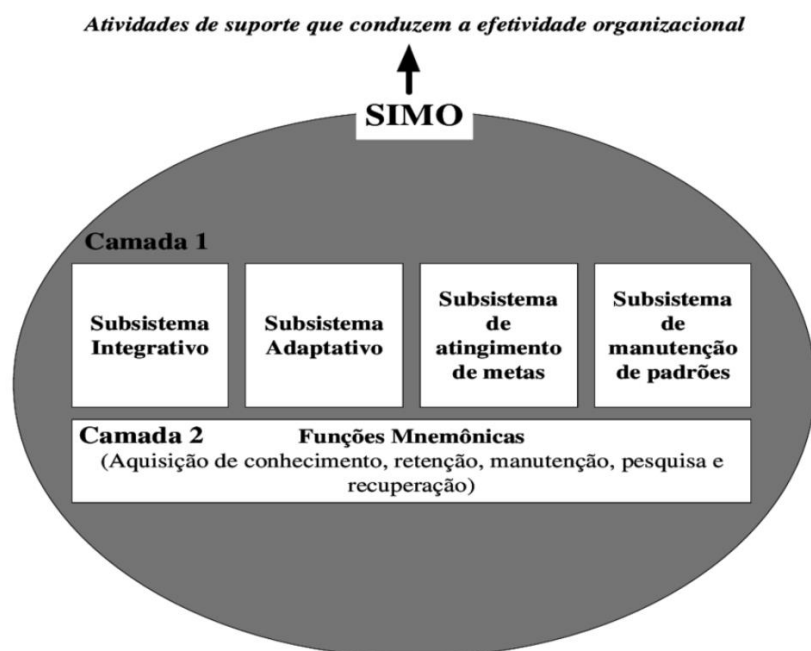 Atividades de suporte que conduzem a efetividade organizacional
SIMO
Camada 1
Subsistema
Integrativo
Subsistema
Adaptativo
Subsistema
de
atingimento
de metas
Subsistema
de
manutenção
de padrões
Camada 2 Funções Mnemônicas
(Aquisição de conhecimento, retenção, manutenção, pesquisa e
recuperação)